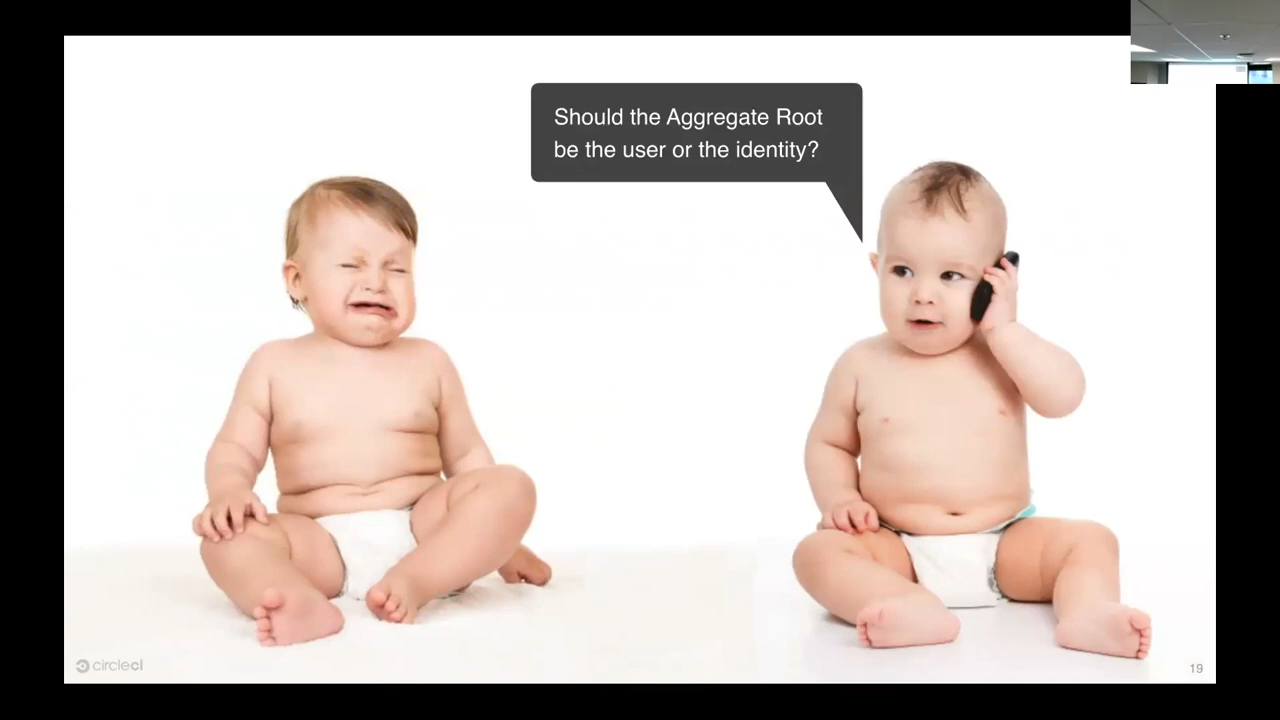 Should the Aggregate Root
be the user or the identity?
circleci
19